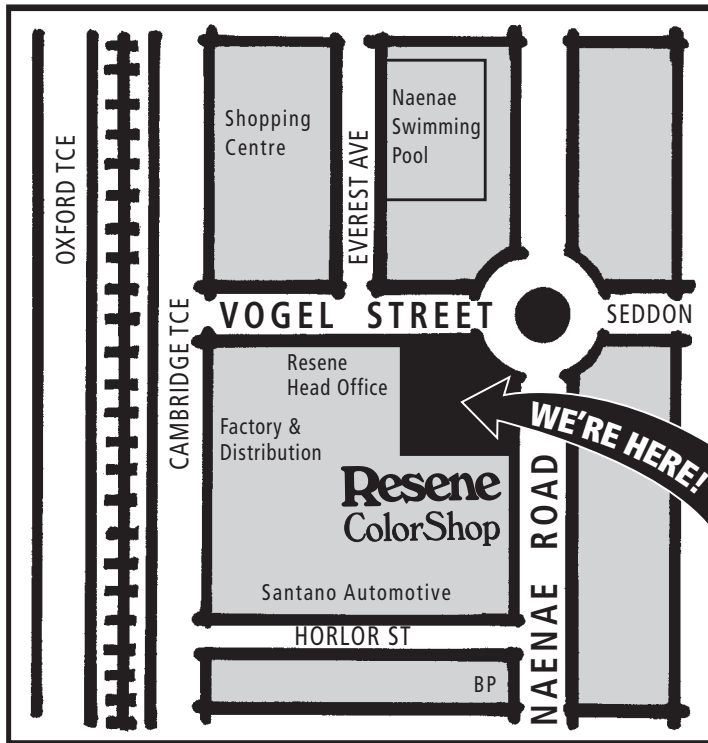 OXFORD TCE
CAMBRIDGE TCE
Shopping
Centre
EVEREST AVE
Naenae
Swimming
Pool
VOGEL STREET
SEDDON
Resene
Head Office
Factory &
Distribution
WE'RE HERE!
Resene
ColorShop
NAENAE ROAD
Santano Automotive
HORLOR ST
BP